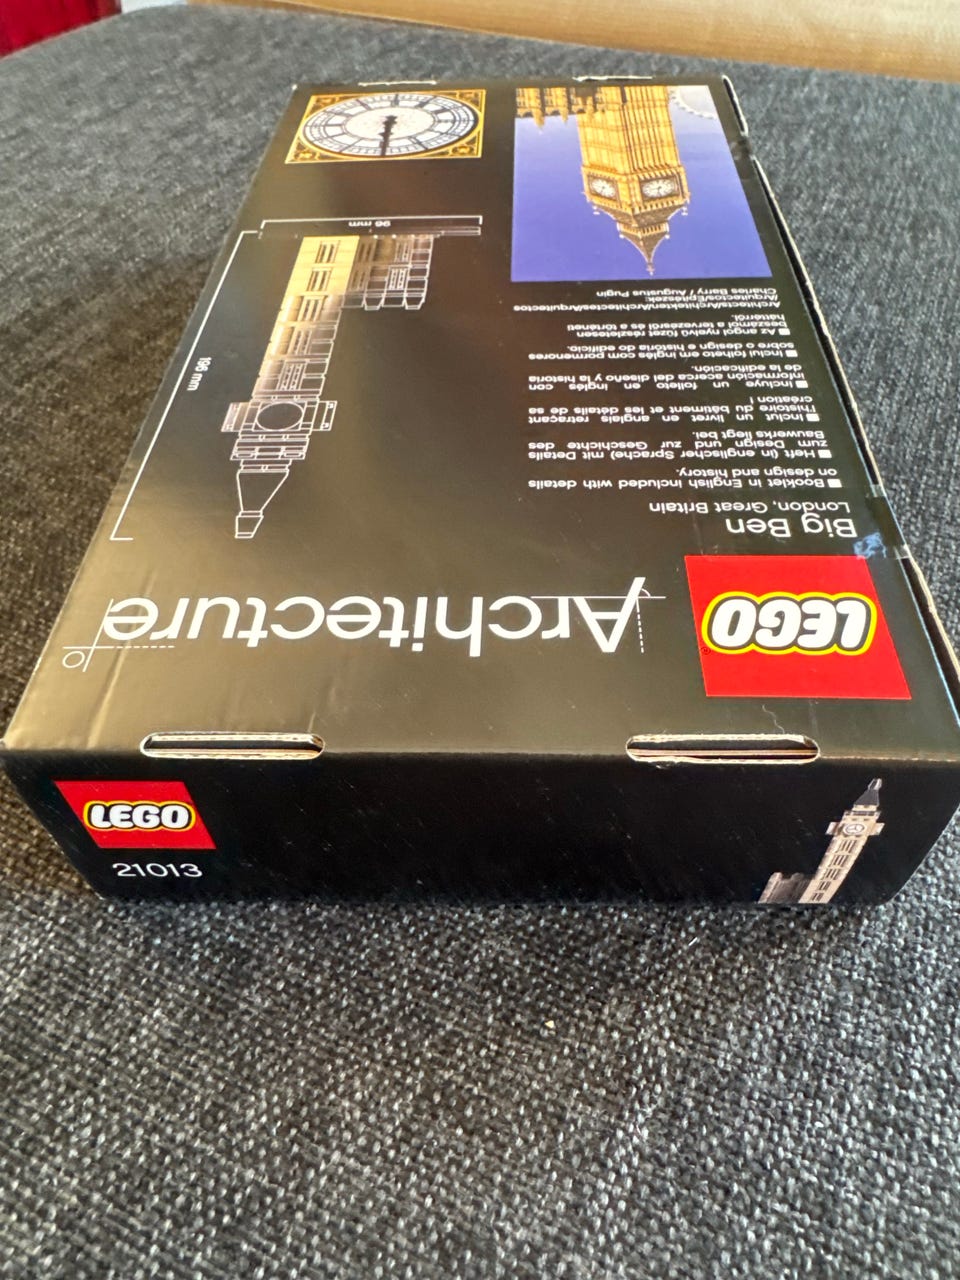 LEGO®
Architecture
Big Ben
London, Great Britain
■ Booklet in English included with details
on design and history.
■ Heft (in englischer Sprache) mit Details
zum Design und zur Geschichte des
Bauwerks liegt bei.
■ Inclut un livret en anglais retraçant
l'histoire du bâtiment et les détails de sa
création !
■ Incluye un folleto en inglés con
información acerca del diseño y la historia
de la edificación.
■ Inclui folheto em inglês com pormenores
sobre o design e história do edifício.
■ Az angol nyelvű füzet részletesen
beszámol a tervezésről és a történeti
háttérről.
Architects/Architekten/Architectes/Arquitectos
/Arquitectos/Építészek:
Charles Barry / Augustus Pugin
196 mm
96 mm
LEGO
21013